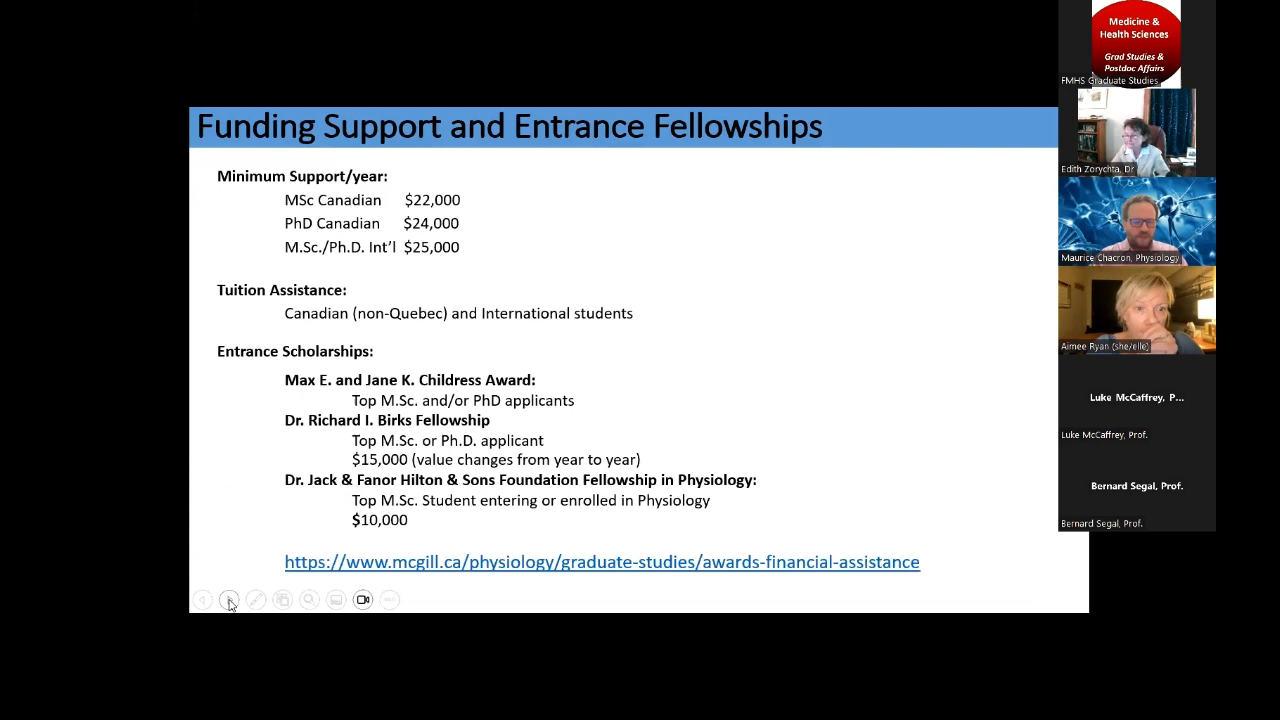 Funding Support and Entrance Fellowships
Minimum Support/year:
MSc Canadian $22,000
PhD Canadian $24,000
M.Sc./Ph.D. Int'l $25,000
Tuition Assistance:
Canadian (non-Quebec) and International students
Entrance Scholarships:
Max E. and Jane K. Childress Award:
Top M.Sc. and/or PhD applicants
Dr. Richard I. Birks Fellowship
Top M.Sc. or Ph.D. applicant
$15,000 (value changes from year to year)
Dr. Jack & Fanor Hilton & Sons Foundation Fellowship in Physiology:
Top M.Sc. Student entering or enrolled in Physiology
$10,000
https://www.mcgill.ca/physiology/graduate-studies/awards-financial-assistance
Medicine &
Health Sciences
Grad Studies &
Postdoc Affairs
FMHS Graduate Studies
Edith Zorychta, Dr
Maurice Chacron, Physiology
Aimee Ryan (she/elle)
Luke McCaffrey, P...
Luke McCaffrey, Prof.
Bernard Segal, Prof.
Bernard Segal, Prof.